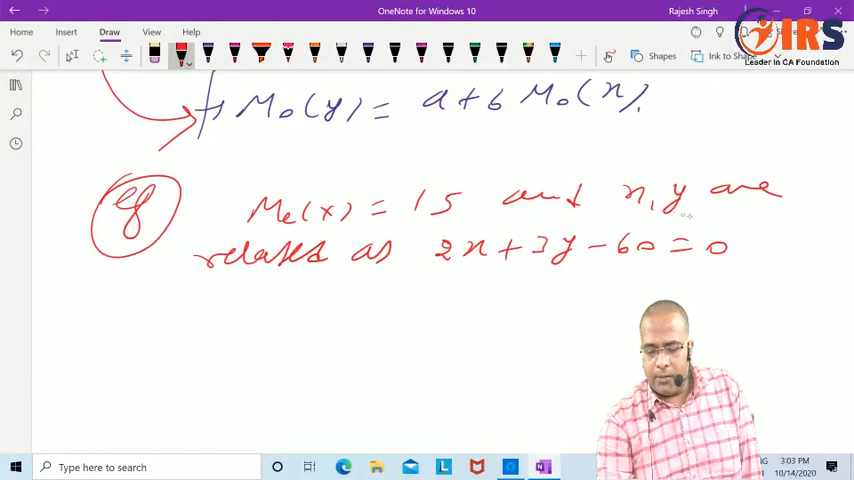 OneNote for Windows 10
Rajesh Singh
Home Insert Draw View Help
Shapes Ink to Shape
IRS
Leader In CA Foundation
Mo(y) = a + b Mo(x).
eg Me(x) = 15 and x, y are
related as 2x + 3y - 60 = 0
Type here to search
NG 3:03 PM
10/14/2020